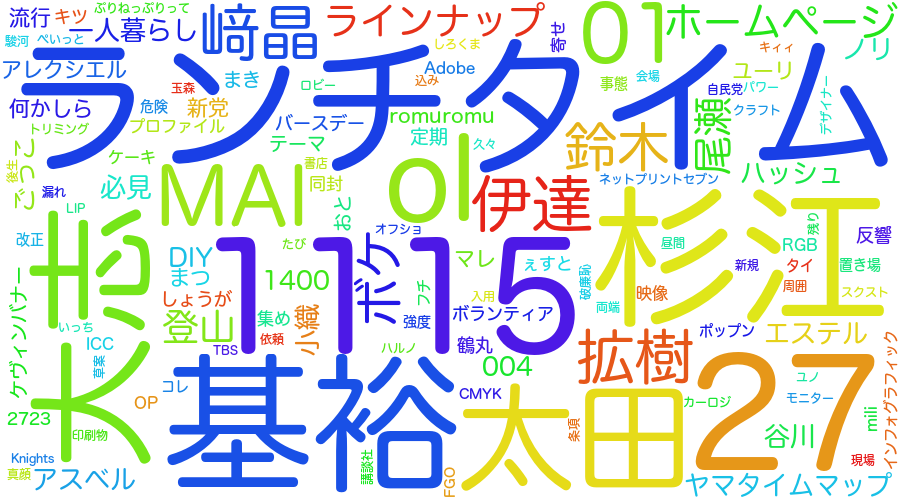 ぷりねっぷりって
流行
キツ
一人暮らし
﨑晶
ラインナップ
寄せ
01
ホームページ
駿河
ぺいっと
しろくま
キィィ
ノリ
ランチタイム
アレクシエル
まき
ロビー
Adobe
込み
事態
会場
ユーリ
玉森
自民党
パワー
何かしら
危険
新党
トリミング
プロファイル
バースデー
romuromu
定期
クラフト
デザイナー
テーマ
久々
鈴木
尾瀬
後生
ごっこ
ケーキ
書店
ネットプリントセブン
ハッシュ
漏れ
必見
MAI
同封
OI
伊達
杉江
LIP
おと
オフショ
残り
大志
改正
DIY
たび
1115
ボケ
マレ
えすと
昼間
RGB
反響
まつ
破廉恥
新規
タイ
置き場
ケヴィンバナー
1400
フチ
入用
映像
周囲
スクスト
しょうが
両端
いっち
登山
集め
小織
強度
ボランティア
ポップン
エステル
ICC
草案
TBS
依頼
ハルノ
鶴丸
拡樹
インフォグラフィック
基裕
004
太田
27
ユノ
コレ
CMYK
カーロジ
モニター
2723
OP
印刷物
条項
谷川
mili
Knights
真顔
アスベル
講談社
FGO
現場
ヤマタイムマップ